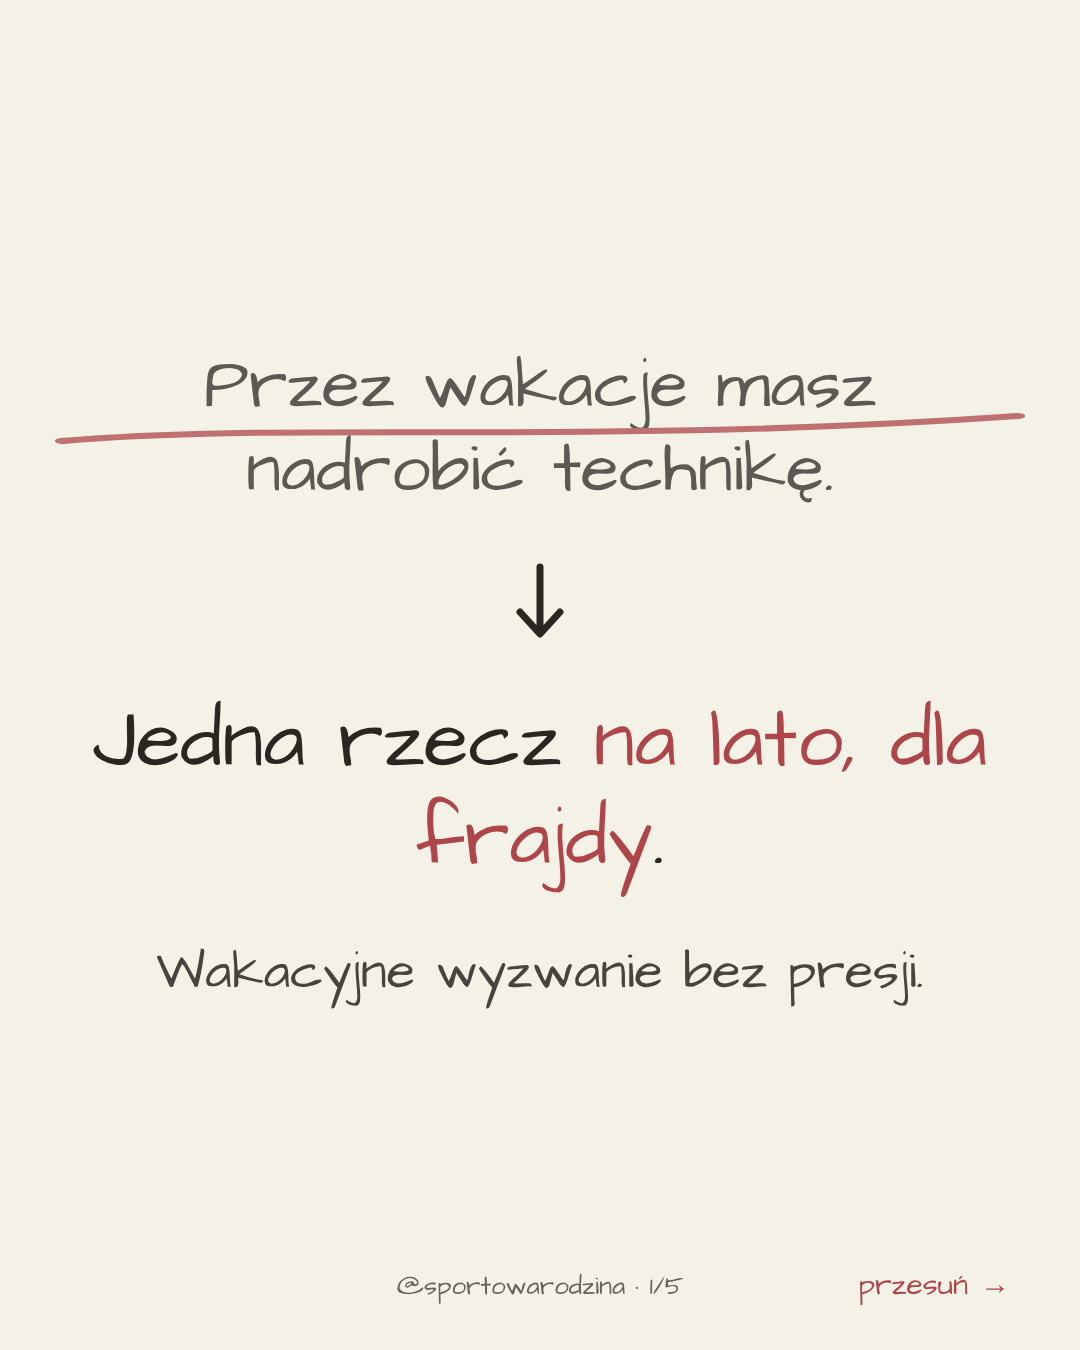 Przez wakacje masz
nadrobić technikę.
↓
Jedna rzecz na lato, dla
frajdy.
Wakacyjne wyzwanie bez presji.
@sportowarodzina · 1/5
przesuń →